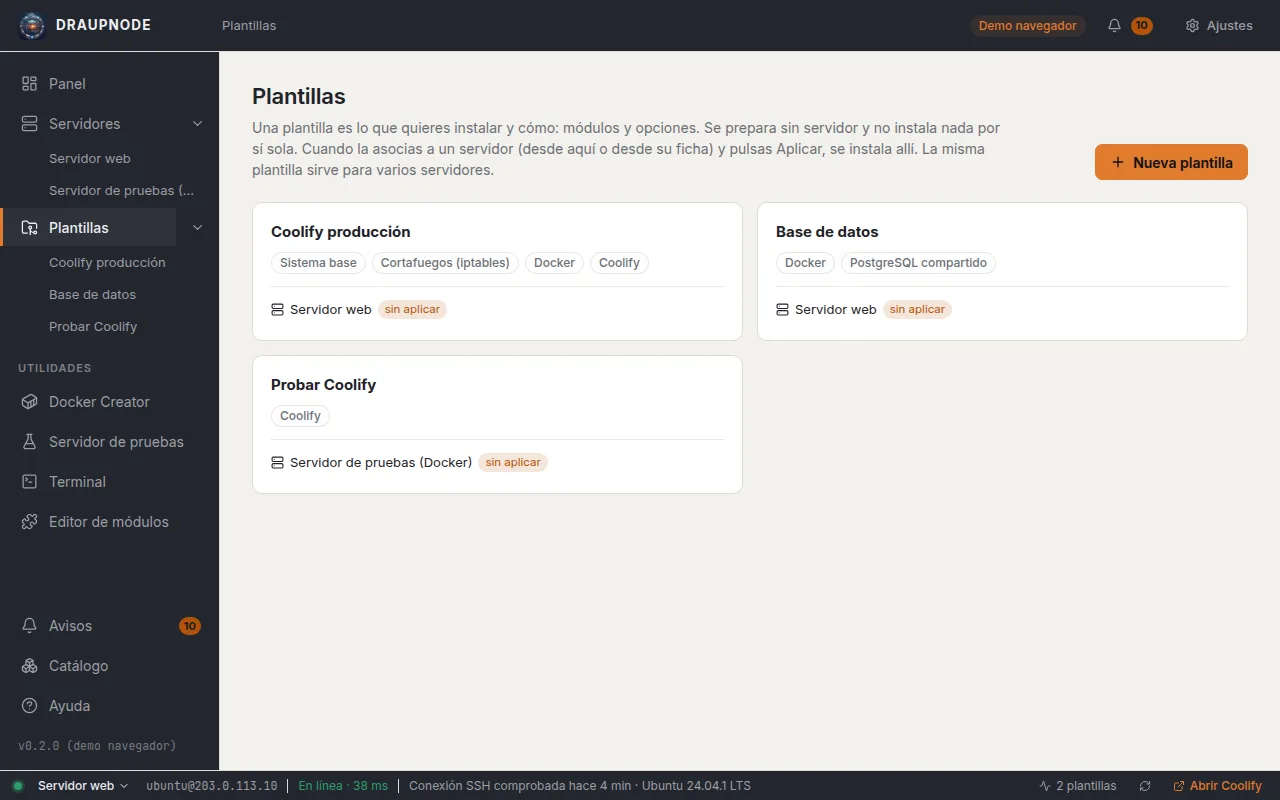 DRAUPNODE
Plantillas
Demo navegador
10
Ajustes
Panel
Servidores
Servidor web
Servidor de pruebas (...
Plantillas
Coolify producción
Base de datos
Probar Coolify
UTILIDADES
Docker Creator
Servidor de pruebas
Terminal
Editor de módulos
Avisos
10
Catálogo
Ayuda
v0.2.0 (demo navegador)
Plantillas
Una plantilla es lo que quieres instalar y cómo: módulos y opciones. Se prepara sin servidor y no instala nada por
sí sola. Cuando la asocias a un servidor (desde aquí o desde su ficha) y pulsas Aplicar, se instala allí. La misma
plantilla sirve para varios servidores.
+ Nueva plantilla
Coolify producción
Sistema base Cortafuegos (iptables) Docker Coolify
Servidor web sin aplicar
Base de datos
Docker PostgreSQL compartido
Servidor web sin aplicar
Probar Coolify
Coolify
Servidor de pruebas (Docker) sin aplicar
Servidor web ubuntu@203.0.113.10 En línea · 38 ms Conexión SSH comprobada hace 4 min · Ubuntu 24.04.1 LTS 2 plantillas Abrir Coolify